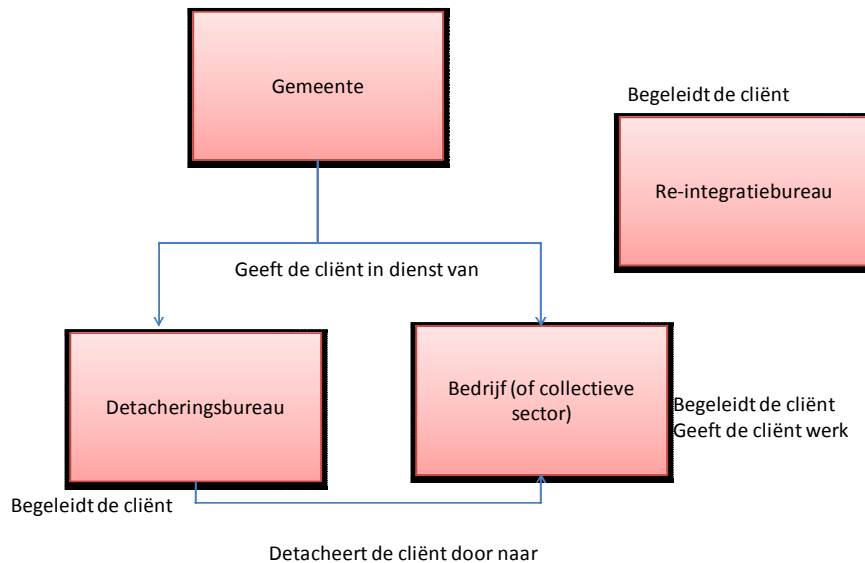 Gemeente
Begeleidt de cliënt
Re-integratiebureau
Geeft de cliënt in dienst van
Detacheringsbureau
Bedrijf (of collectieve
sector)
Begeleidt de cliënt
Geeft de cliënt werk
Begeleidt de cliënt
Detacheert de cliënt door naar